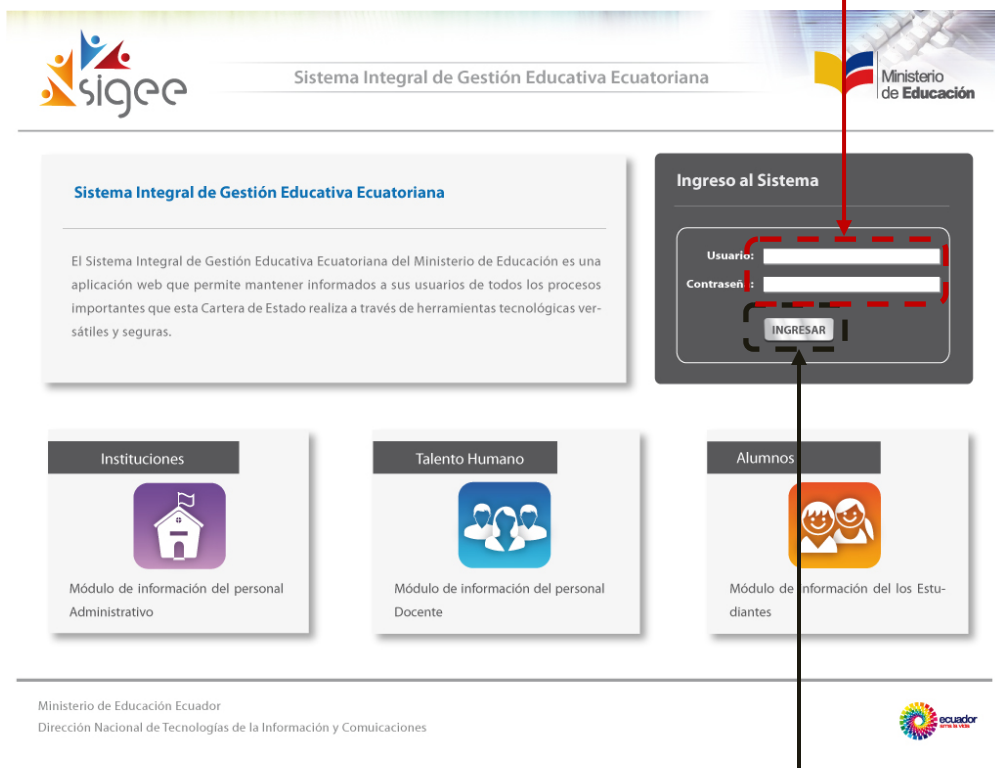 sigee
Sistema Integral de Gestión Educativa Ecuatoriana
Ministerio
de Educación
Sistema Integral de Gestión Educativa Ecuatoriana
El Sistema Integral de Gestión Educativa Ecuatoriana del Ministerio de Educación es una
aplicación web que permite mantener informados a sus usuarios de todos los procesos
importantes que esta Cartera de Estado realiza a través de herramientas tecnológicas ver-
sátiles y seguras.
Ingreso al Sistema
Usuario:
Contraseña:
INGRESAR
Instituciones
Módulo de información del personal
Administrativo
Talento Humano
Módulo de información del personal
Docente
Alumnos
Módulo de información del los Estu-
diantes
Ministerio de Educación Ecuador
Dirección Nacional de Tecnologías de la Información y Comuicaciones
ecuador
ama la vida